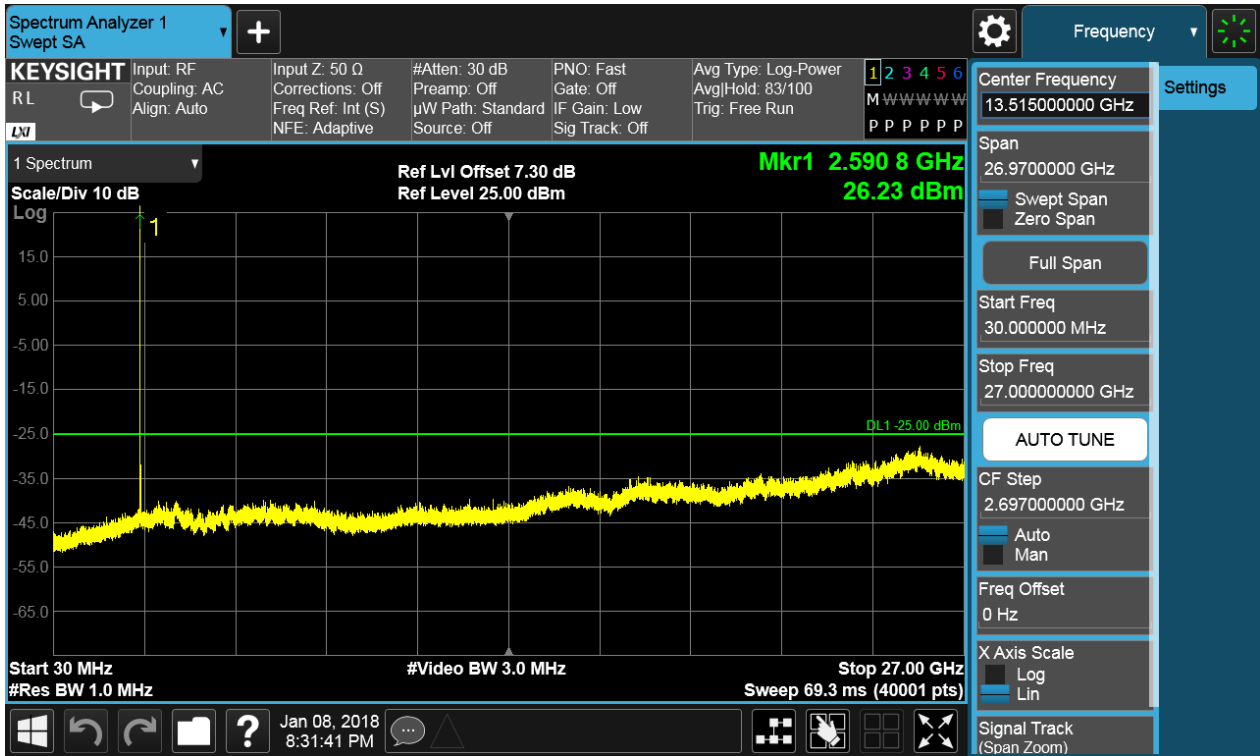 Spectrum Analyzer 1
Swept SA
+
Frequency
KEYSIGHT
RL
LXI
Input: RF
Coupling: AC
Align: Auto
Input Z: 50 Ω
Corrections: Off
Freq Ref: Int (S)
NFE: Adaptive
#Atten: 30 dB
Preamp: Off
µW Path: Standard
Source: Off
PNO: Fast
Gate: Off
IF Gain: Low
Sig Track: Off
Avg Type: Log-Power
Avg|Hold: 83/100
Trig: Free Run
1 2 3 4 5 6
M W W W W W
P P P P P P
1 Spectrum
Scale/Div 10 dB
Ref Lvl Offset 7.30 dB
Ref Level 25.00 dBm
Mkr1 2.590 8 GHz
26.23 dBm
Log
1
15.0
5.00
-5.00
-15.0
-25.0
DL1 -25.00 dBm
-35.0
-45.0
-55.0
-65.0
Start 30 MHz
#Video BW 3.0 MHz
Stop 27.00 GHz
#Res BW 1.0 MHz
Sweep 69.3 ms (40001 pts)
?
Jan 08, 2018
8:31:41 PM
Center Frequency
13.515000000 GHz
Span
26.9700000 GHz
Swept Span
Zero Span
Full Span
Start Freq
30.000000 MHz
Stop Freq
27.000000000 GHz
AUTO TUNE
CF Step
2.697000000 GHz
Auto
Man
Freq Offset
0 Hz
X Axis Scale
Log
Lin
Signal Track
(Span Zoom)
Settings